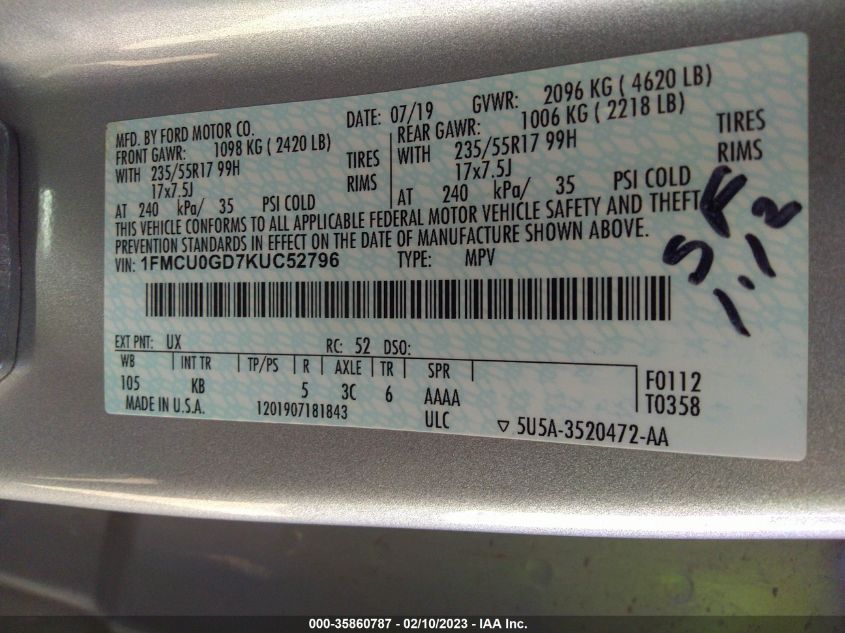 MFD. BY FORD MOTOR CO. DATE: 07/19 GVWR: 2096 KG ( 4620 LB)
FRONT GAWR: 1098 KG ( 2420 LB) REAR GAWR: 1006 KG ( 2218 LB)
WITH 235/55R17 99H TIRES WITH 235/55R17 99H TIRES
17x7.5J RIMS 17x7.5J RIMS
AT 240 kPa/ 35 PSI COLD AT 240 kPa/ 35 PSI COLD
THIS VEHICLE CONFORMS TO ALL APPLICABLE FEDERAL MOTOR VEHICLE SAFETY AND THEFT
PREVENTION STANDARDS IN EFFECT ON THE DATE OF MANUFACTURE SHOWN ABOVE.
VIN: 1FMCU0GD7KUC52796 TYPE: MPV
1·12
EXT PNT: UX RC: 52 DSO:
WB INT TR TP/PS R AXLE TR SPR
105 KB 5 3C 6 AAAA F0112
MADE IN U.S.A. 1201907181843 ULC T0358
▽ 5U5A-3520472-AA
000-35860787 - 02/10/2023 - IAA Inc.